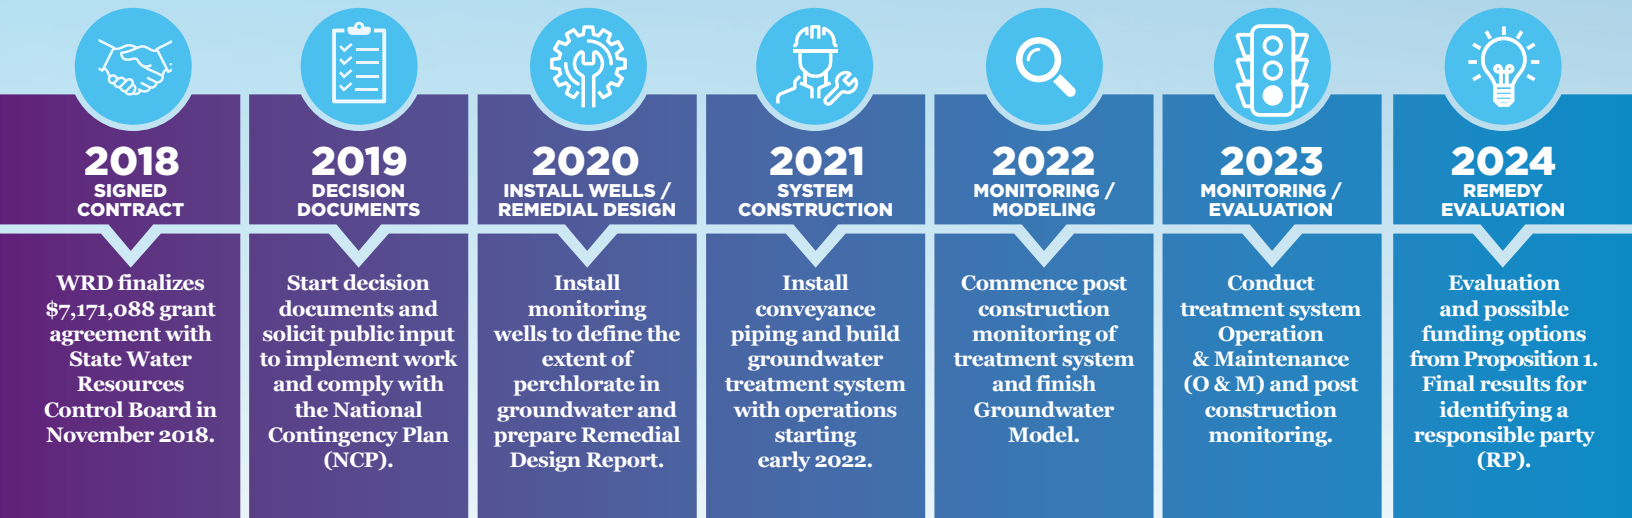 2018
SIGNED
CONTRACT
WRD finalizes
$7,171,088 grant
agreement with
State Water
Resources
Control Board in
November 2018.
2019
DECISION
DOCUMENTS
Start decision
documents and
solicit public input
to implement work
and comply with
the National
Contingency Plan
(NCP).
2020
INSTALL WELLS /
REMEDIAL DESIGN
Install
monitoring
wells to define the
extent of
perchlorate in
groundwater and
prepare Remedial
Design Report.
2021
SYSTEM
CONSTRUCTION
Install
conveyance
piping and build
groundwater
treatment system
with operations
starting
early 2022.
2022
MONITORING /
MODELING
Commence post
construction
monitoring of
treatment system
and finish
Groundwater
Model.
2023
MONITORING /
EVALUATION
Conduct
treatment system
Operation
& Maintenance
(O & M) and post
construction
monitoring.
2024
REMEDY
EVALUATION
Evaluation
and possible
funding options
from Proposition 1.
Final results for
identifying a
responsible party
(RP).